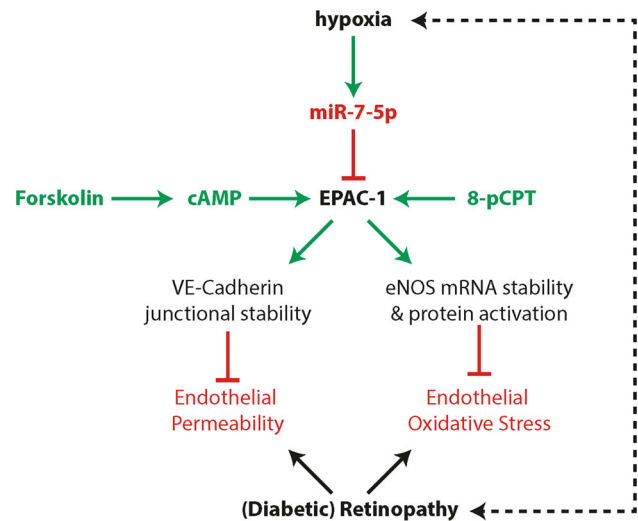 hypoxia
miR-7-5p
Forskolin cAMP EPAC-1 8-pCPT
VE-Cadherin
junctional stability
eNOS mRNA stability
& protein activation
Endothelial
Permeability
Endothelial
Oxidative Stress
(Diabetic) Retinopathy